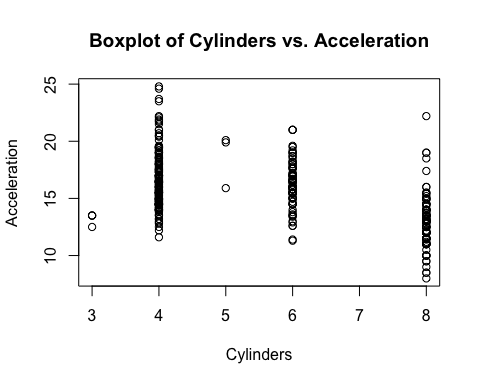 Boxplot of Cylinders vs. Acceleration
25
20
15
10
Acceleration
3 4 5 6 7 8
Cylinders